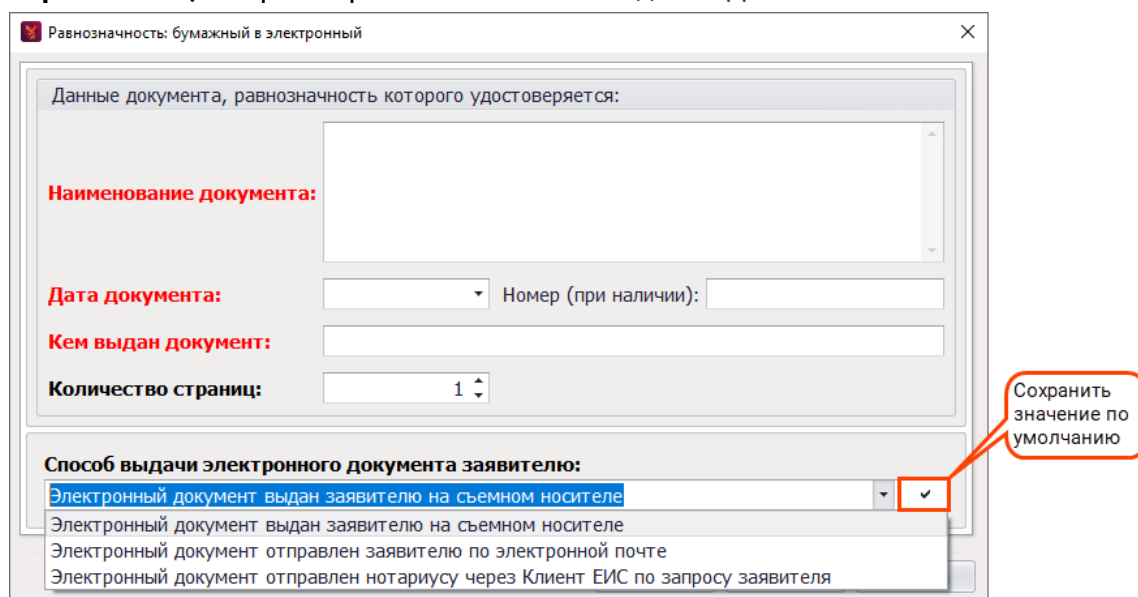 Равнозначность: бумажный в электронный
Данные документа, равнозначность которого удостоверяется:
Наименование документа:
Дата документа:
Номер (при наличии):
Кем выдан документ:
Количество страниц:
1
Сохранить
значение по
умолчанию
Способ выдачи электронного документа заявителю:
Электронный документ выдан заявителю на съемном носителе
Электронный документ выдан заявителю на съемном носителе
Электронный документ отправлен заявителю по электронной почте
Электронный документ отправлен нотариусу через Клиент ЕИС по запросу заявителя